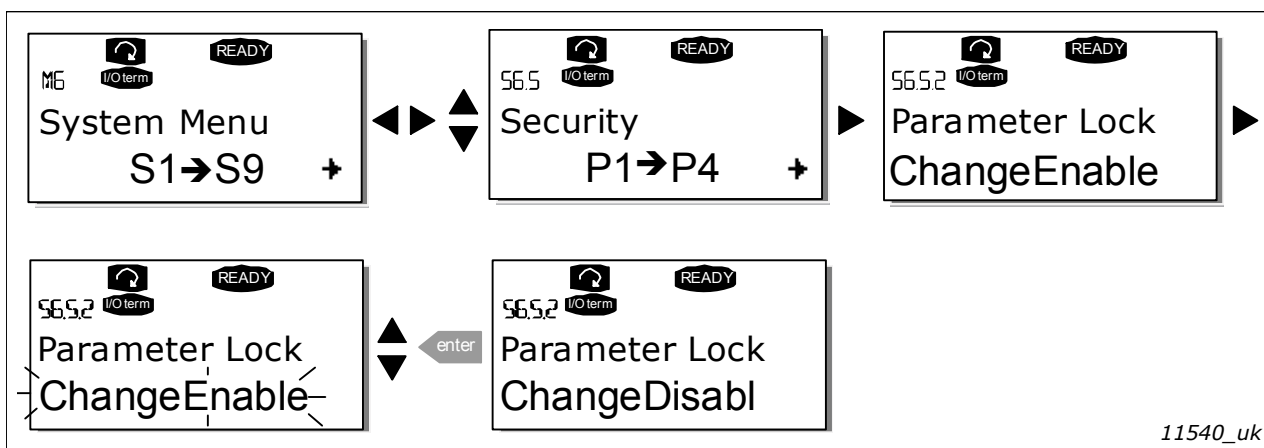 READY
M6 I/O term
System Menu
S1➔S9
READY
S6.5 I/O term
Security
P1➔P4
READY
S6.5.2 I/O term
Parameter Lock
ChangeEnable
READY
S6.5.2 I/O term
Parameter Lock
ChangeEnable
enter
READY
S6.5.2 I/O term
Parameter Lock
ChangeDisabl
11540_uk